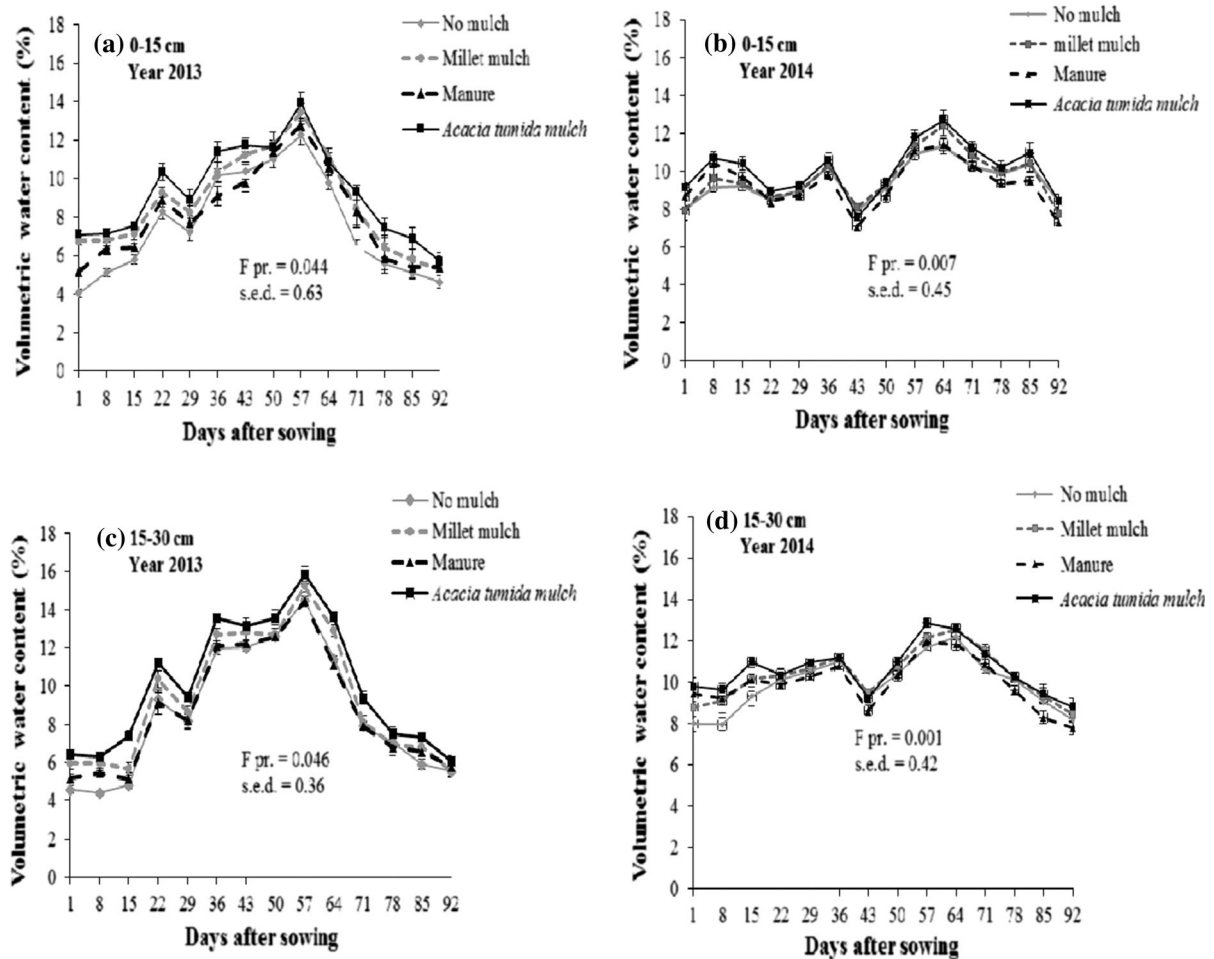 (a) 0-15 cm
Year 2013
No mulch
Millet mulch
Manure
Acacia tumida mulch
Volumetric water content (%)
18
16
14
12
10
8
6
4
2
0
F pr. = 0.044
s.e.d. = 0.63
1 8 15 22 29 36 43 50 57 64 71 78 85 92
Days after sowing
(b) 0-15 cm
Year 2014
No mulch
millet mulch
Manure
Acacia tumida mulch
Volumetric water content (%)
18
16
14
12
10
8
6
4
2
0
F pr. = 0.007
s.e.d. = 0.45
1 8 15 22 29 36 43 50 57 64 71 78 85 92
Days after sowing
(c) 15-30 cm
Year 2013
No mulch
Millet mulch
Manure
Acacia tumida mulch
Volumetric water content (%)
18
16
14
12
10
8
6
4
2
0
F pr. = 0.046
s.e.d. = 0.36
1 8 15 22 29 36 43 50 57 64 71 78 85 92
Days after sowing
(d) 15-30 cm
Year 2014
No mulch
Millet mulch
Manure
Acacia tumida mulch
Volumetric water content (%)
18
16
14
12
10
8
6
4
2
0
F pr. = 0.001
s.e.d. = 0.42
1 8 15 22 29 36 43 50 57 64 71 78 85 92
Days after sowing